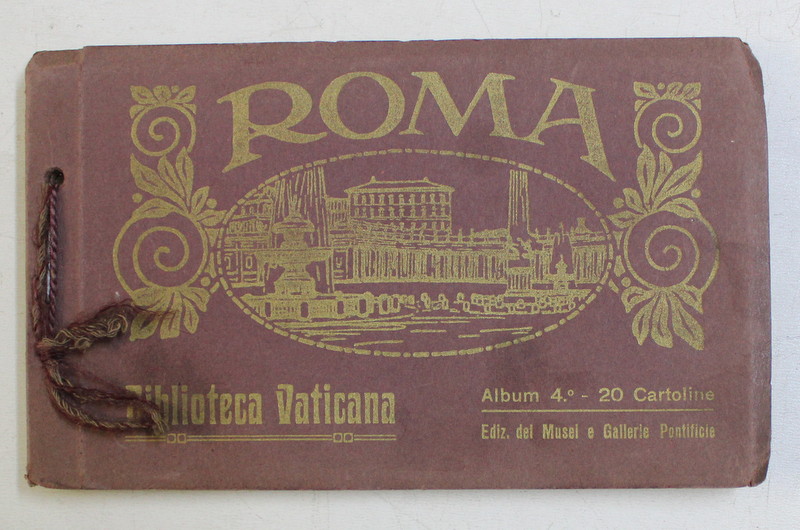 ROMA
Biblioteca Vaticana
Album 4.º - 20 Cartoline
Ediz. dei Musei e Gallerie Pontificie